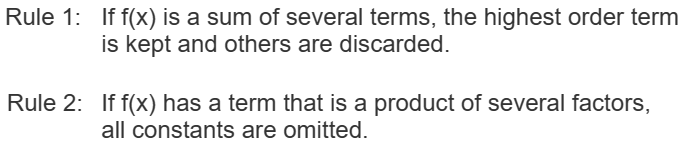 Rule 1: If f(x) is a sum of several terms, the highest order term
is kept and others are discarded.
Rule 2: If f(x) has a term that is a product of several factors,
all constants are omitted.